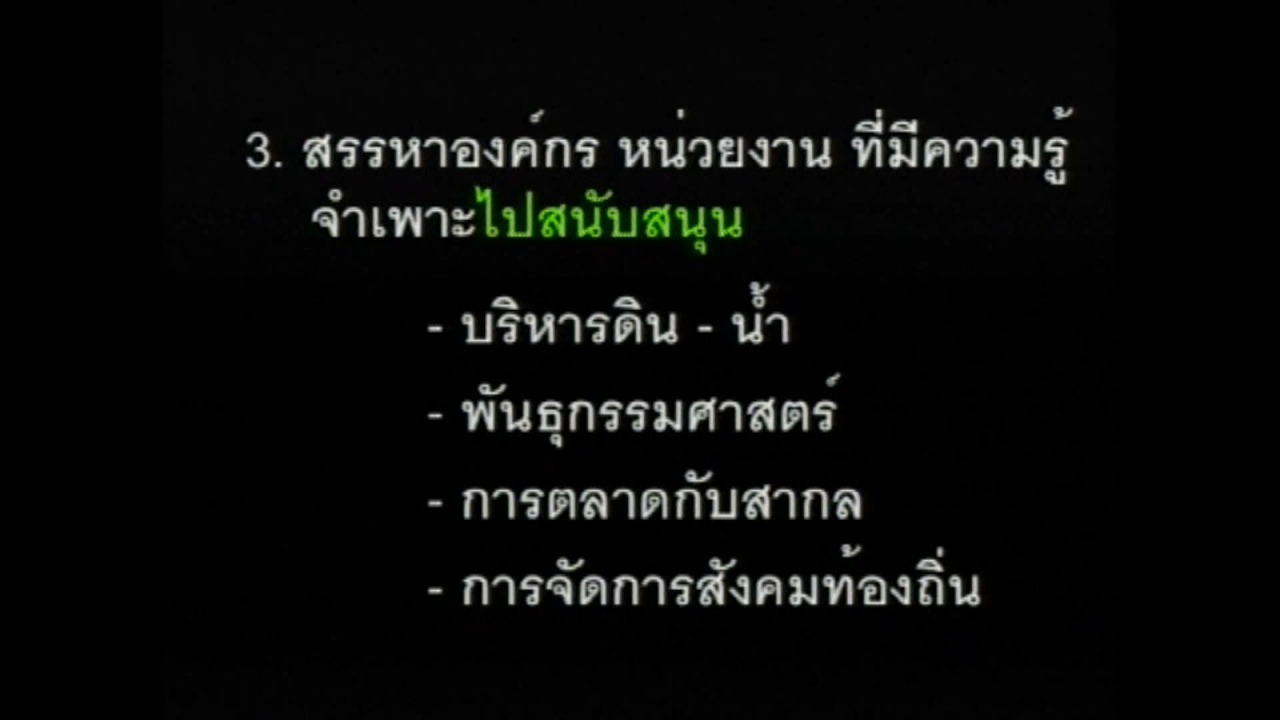 3. สรรหาองค์กร หน่วยงาน ที่มีความรู้
จำเพาะไปสนับสนุน
- บริหารดิน - น้ำ
- พันธุกรรมศาสตร์
- การตลาดกับสากล
- การจัดการสังคมท้องถิ่น